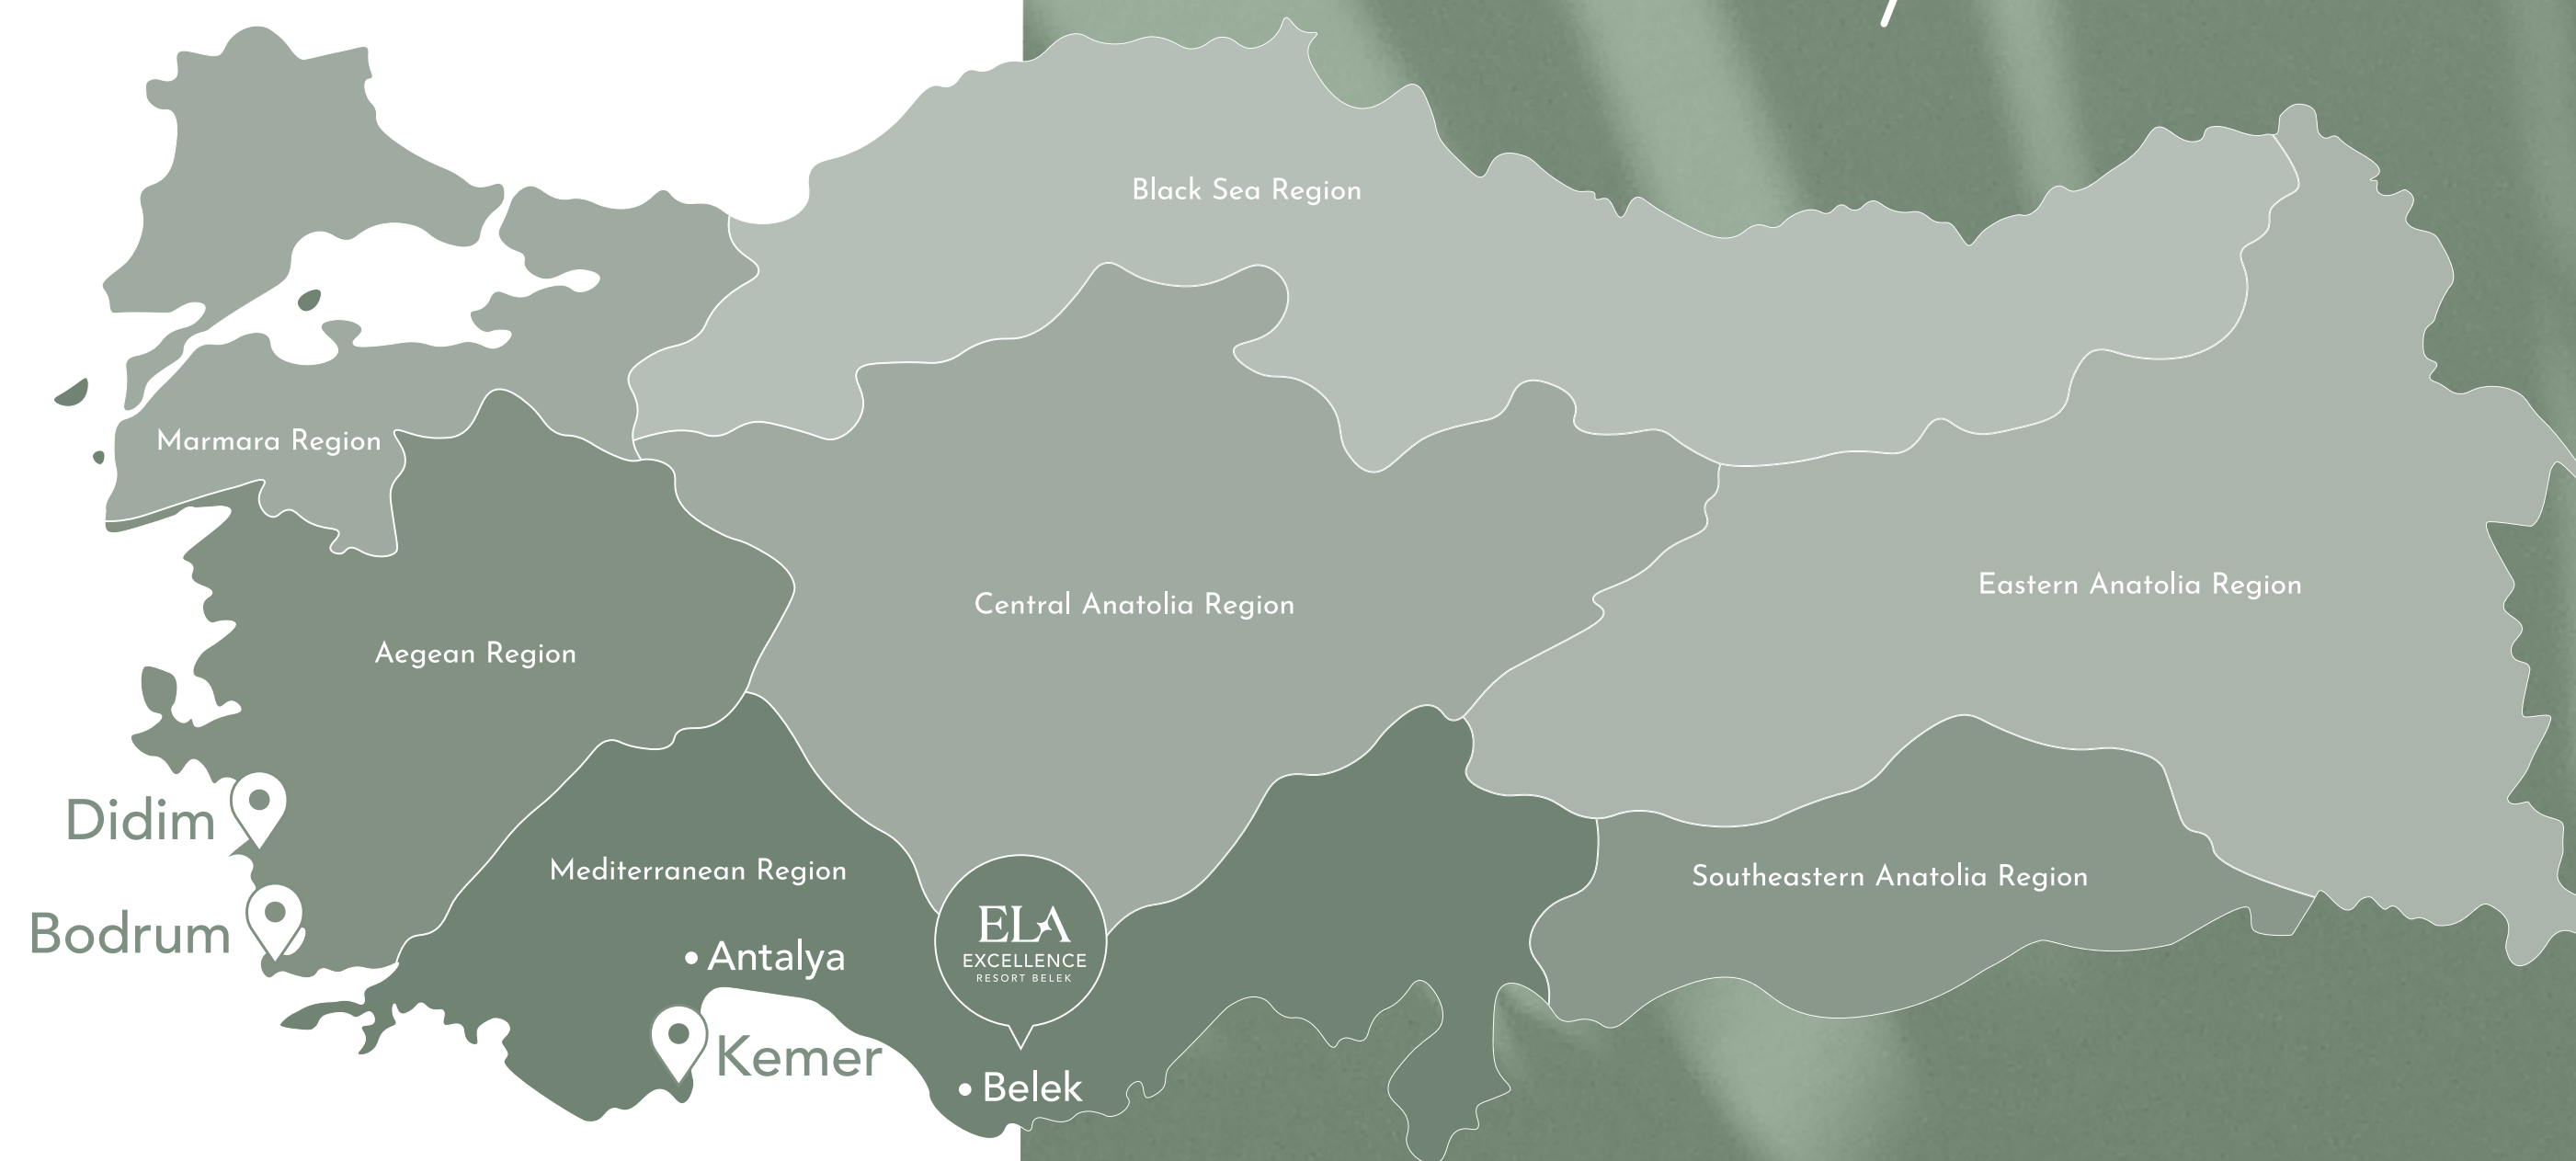 Black Sea Region
Marmara Region
Eastern Anatolia Region
Central Anatolia Region
Aegean Region
Didim
Mediterranean Region
Southeastern Anatolia Region
Bodrum
ELA
EXCELLENCE
RESORT BELEK
Antalya
Kemer
Belek